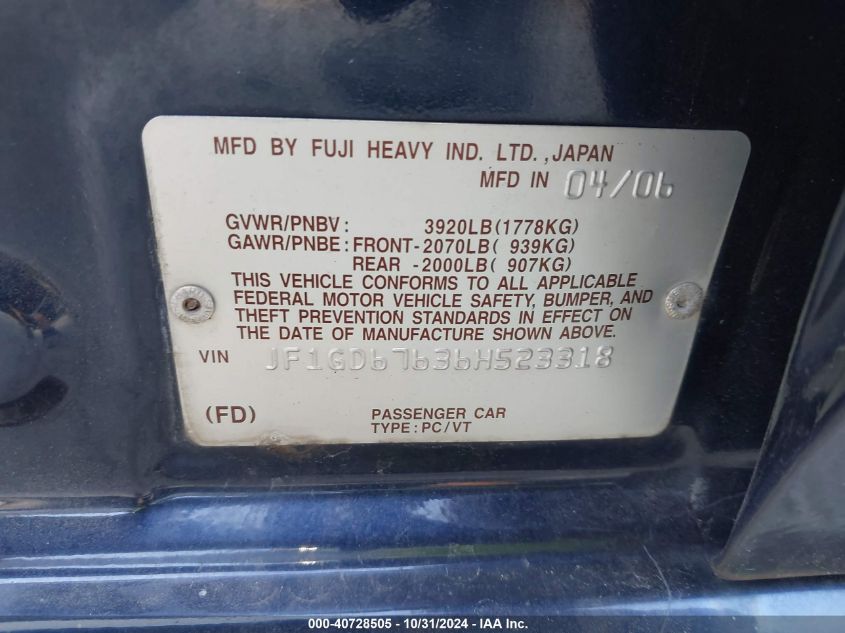 MFD BY FUJI HEAVY IND. LTD.,JAPAN
MFD IN 04/06
GVWR/PNBV: 3920LB(1778KG)
GAWR/PNBE: FRONT-2070LB( 939KG)
REAR -2000LB( 907KG)
THIS VEHICLE CONFORMS TO ALL APPLICABLE
FEDERAL MOTOR VEHICLE SAFETY, BUMPER, AND
THEFT PREVENTION STANDARDS IN EFFECT ON
THE DATE OF MANUFACTURE SHOWN ABOVE.
VIN JF1GD67636H523318
(FD) PASSENGER CAR
TYPE: PC/VT
000-40728505 - 10/31/2024 - IAA Inc.